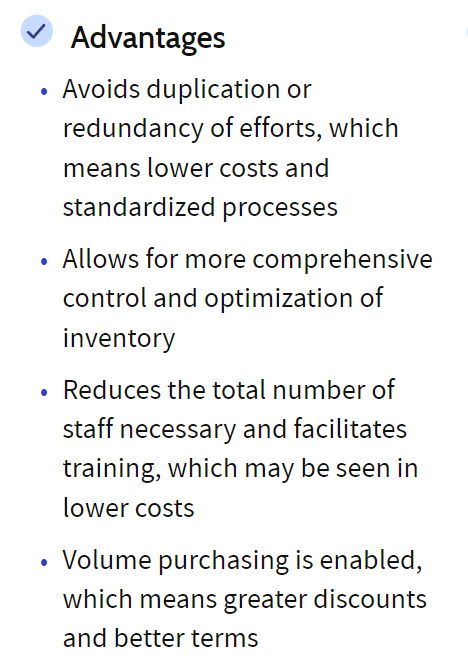 Advantages
• Avoids duplication or
redundancy of efforts, which
means lower costs and
standardized processes
• Allows for more comprehensive
control and optimization of
inventory
• Reduces the total number of
staff necessary and facilitates
training, which may be seen in
lower costs
• Volume purchasing is enabled,
which means greater discounts
and better terms